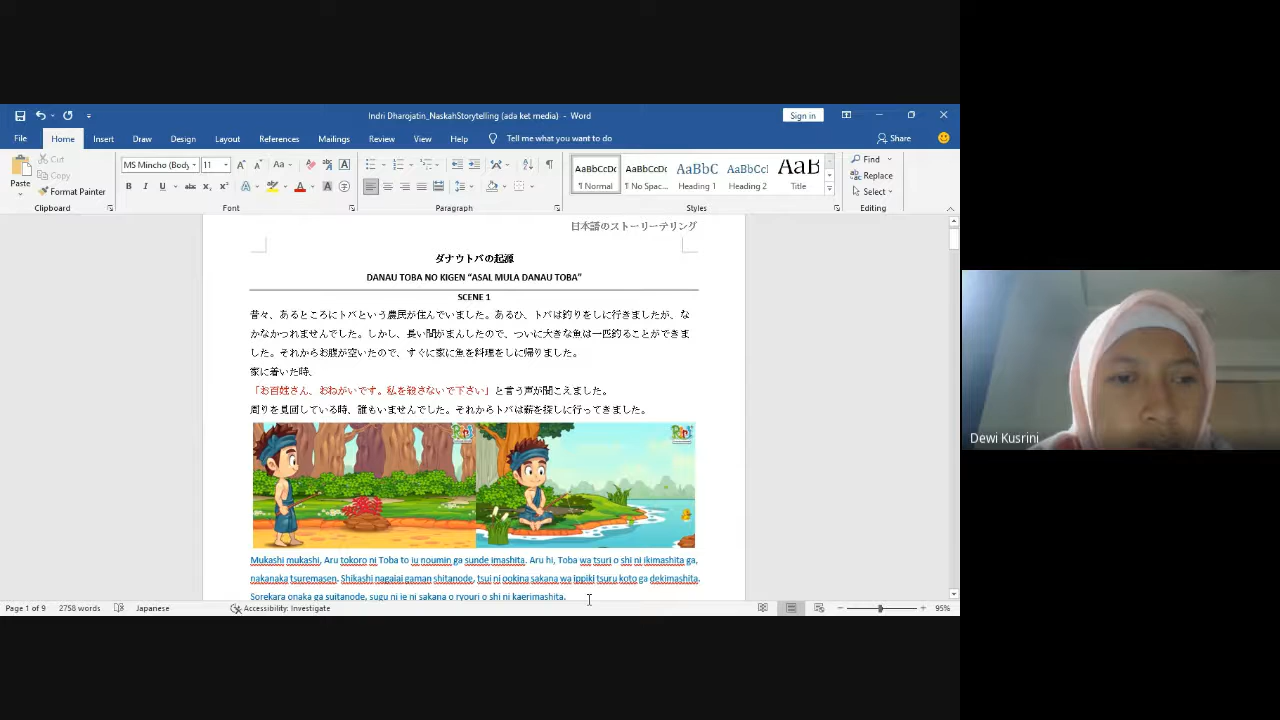 Indri Dharojatin_NaskahStorytelling (ada ket media) - Word
Sign in
File Home Insert Draw Design Layout References Mailings Review View Help Tell me what you want to do Share
Paste
Cut
Copy
Format Painter
Clipboard
MS Mincho (Body 11
Font
Paragraph
AaBbCcDc AaBbCcDc AaBbC AaBbCcI AaB
¶ Normal ¶ No Spac... Heading 1 Heading 2 Title
Styles
Find
Replace
Select
Editing
日本語のストーリーテリング
ダナウトバの起源
DANAU TOBA NO KIGEN “ASAL MULA DANAU TOBA”
SCENE 1
昔々、あるところにトバという農民が住んでいました。あるひ、トバは釣りをしに行きましたが、な
かなかつれませんでした。しかし、長い間がまんしたので、ついに大きな魚は一匹釣ることができま
した。それからお腹が空いたので、すぐに家に魚を料理をしに帰りました。
家に着いた時、
「お百姓さん、おねがいです。私を殺さないで下さい」と言う声が聞こえました。
周りを見回している時、誰もいませんでした。それからトバは薪を探しに行ってきました。
Mukashi mukashi, Aru tokoro ni Toba to iu noumin ga sunde imashita. Aru hi, Toba wa tsuri o shi ni ikimashita ga,
nakanaka tsuremasen. Shikashi nagaiai gaman shitanode, tsui ni ookina sakana wa ippiki tsuru koto ga dekimashita.
Sorekara onaka ga suitanode, sugu ni ie ni sakana o ryouri o shi ni kaerimashita.
Page 1 of 9 2758 words Japanese Accessibility: Investigate 95%
Dewi Kusrini